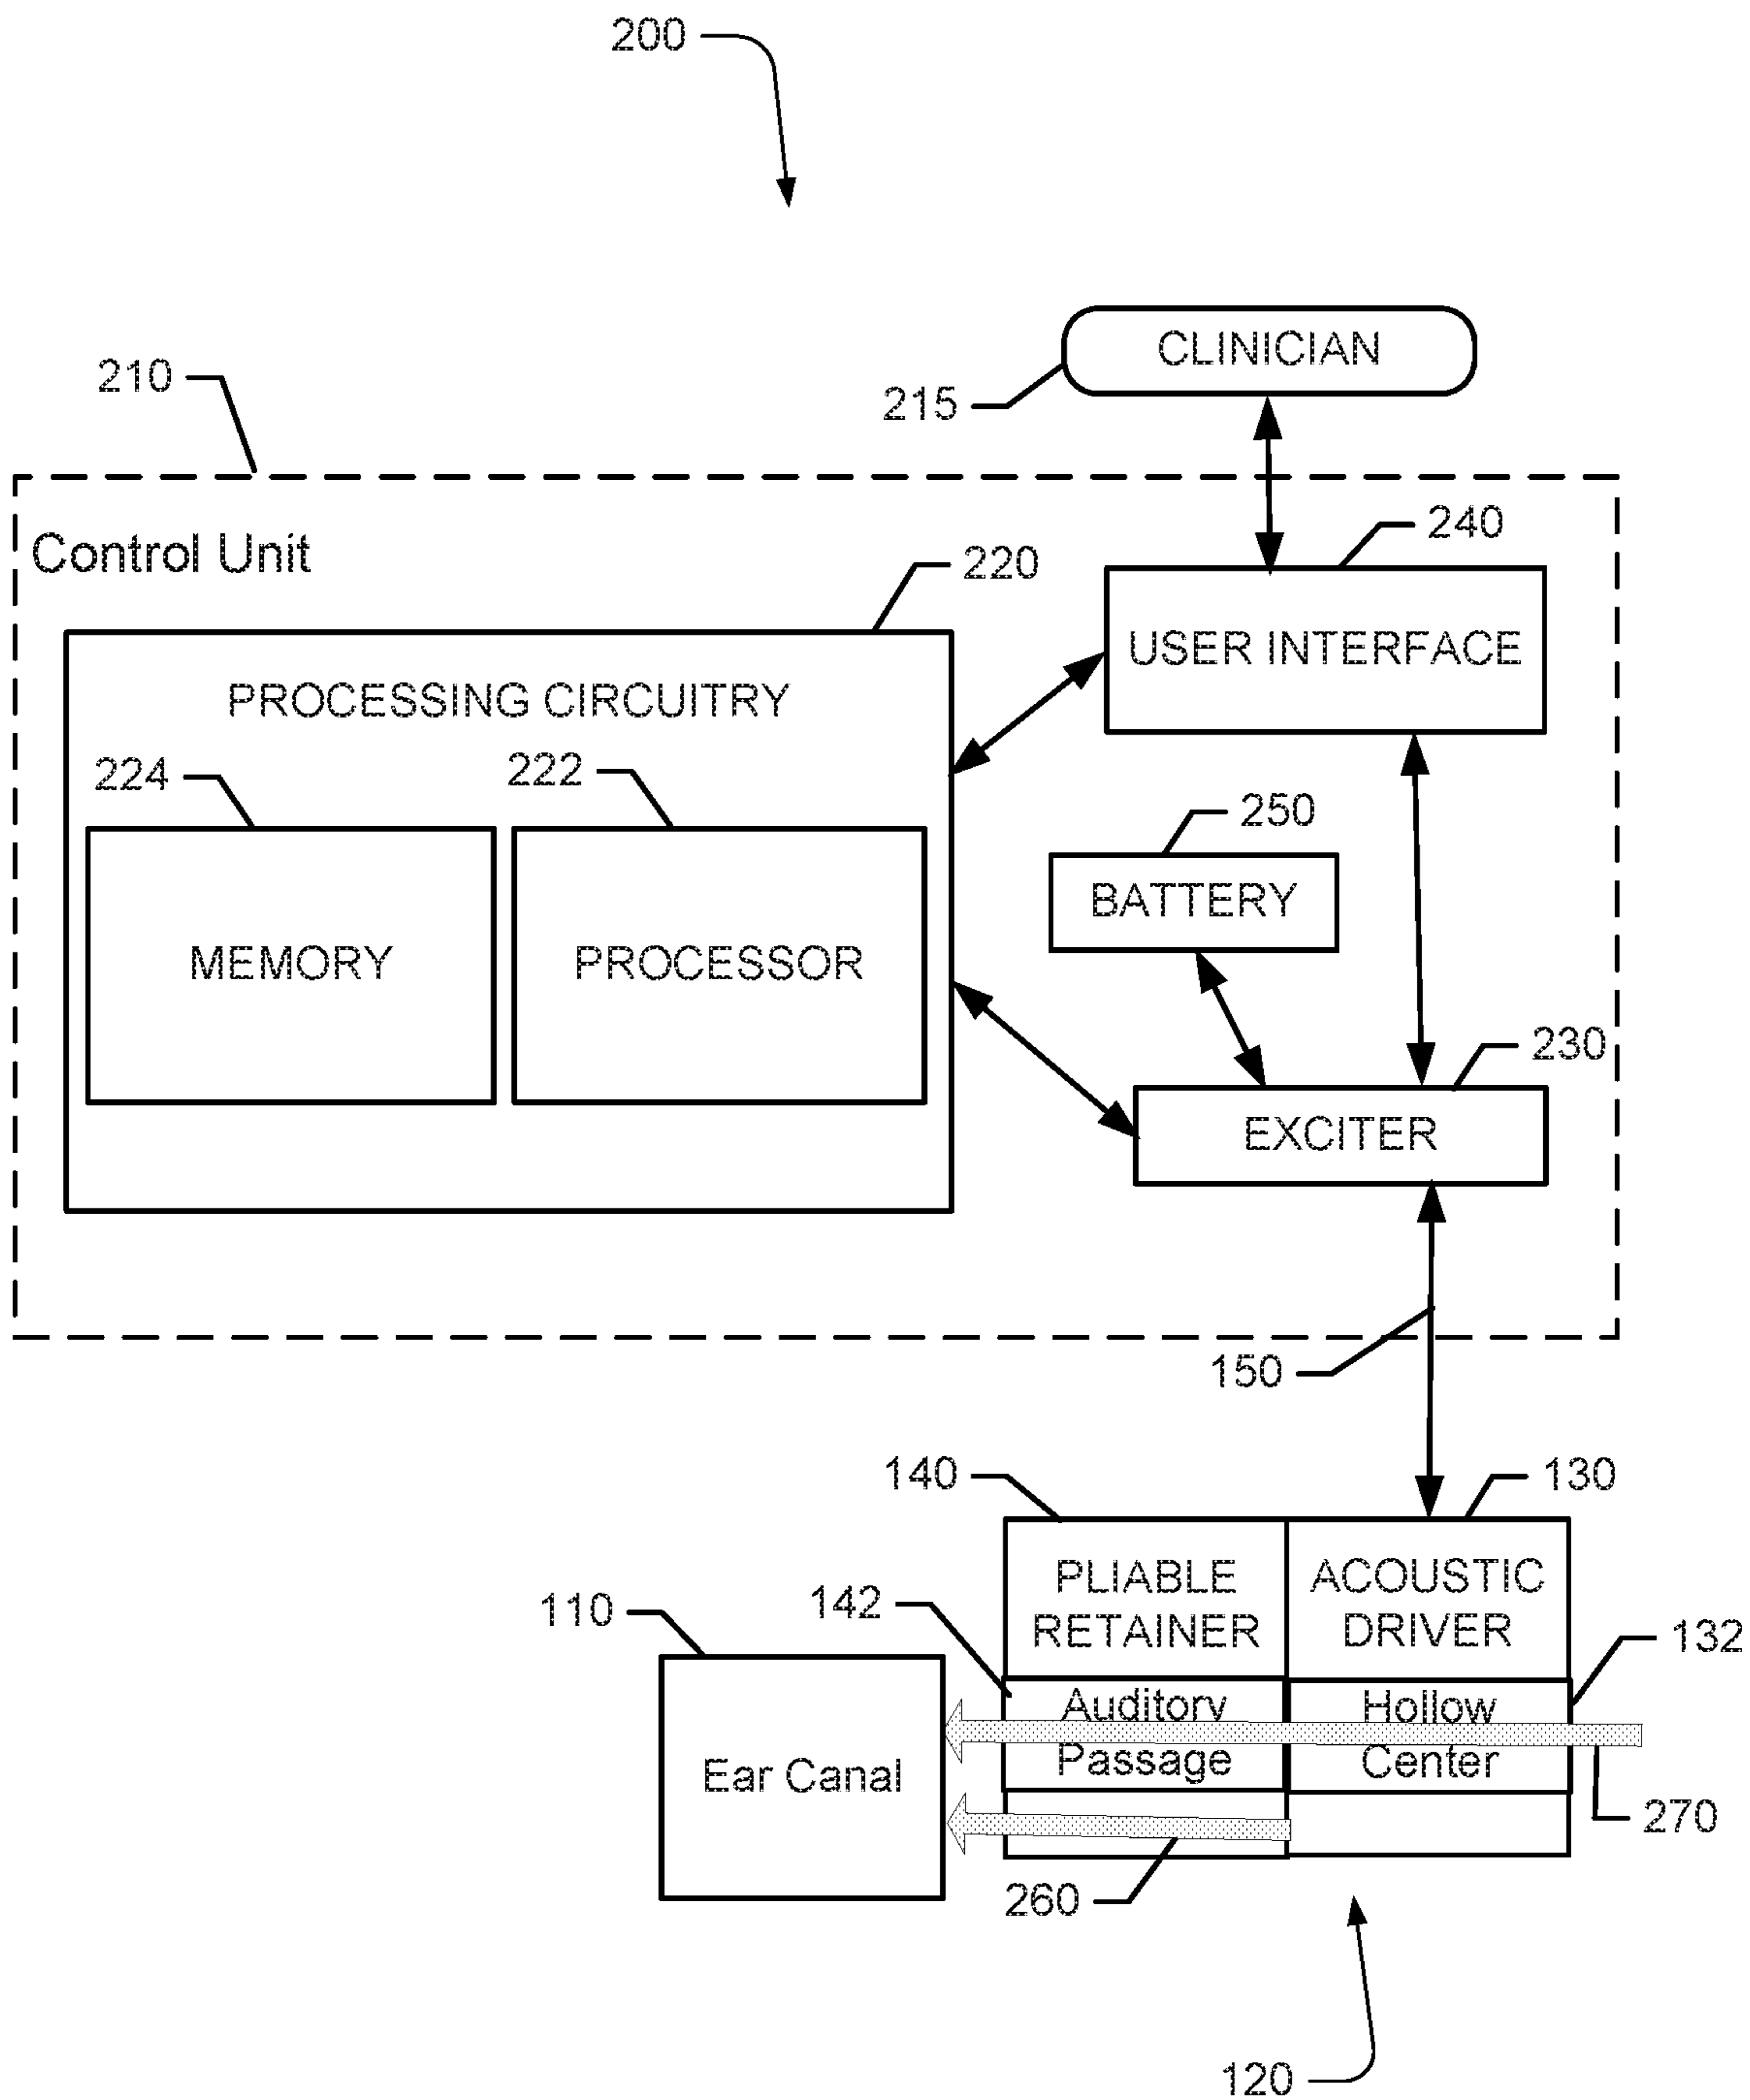 200
CLINICIAN
210
215
240
Control Unit
220
USER INTERFACE
PROCESSING CIRCUITRY
224
222
250
BATTERY
MEMORY
PROCESSOR
230
EXCITER
150
140
130
PLIABLE
RETAINER
ACOUSTIC
DRIVER
142
110
132
Auditory
Passage
Hollow
Center
Ear Canal
270
260
120